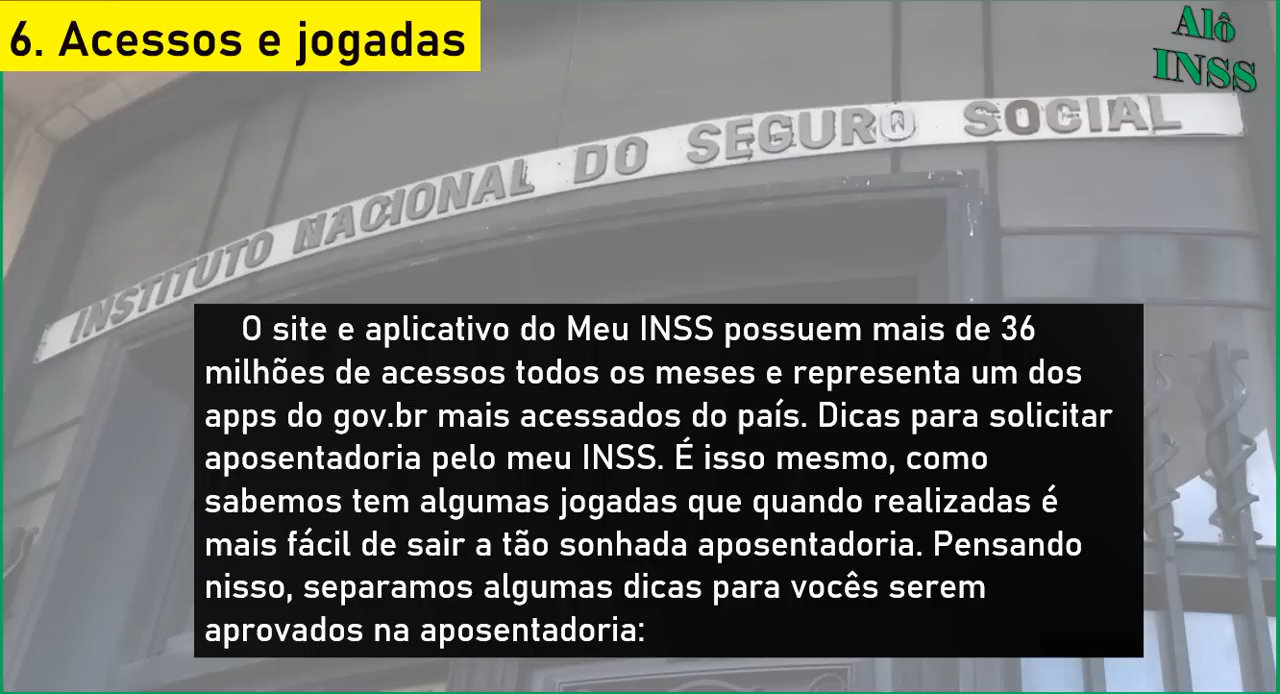 6. Acessos e jogadas
Alô
INSS
INSTITUTO NACIONAL DO SEGURO SOCIAL
O site e aplicativo do Meu INSS possuem mais de 36
milhões de acessos todos os meses e representa um dos
apps do gov.br mais acessados do país. Dicas para solicitar
aposentadoria pelo meu INSS. É isso mesmo, como
sabemos tem algumas jogadas que quando realizadas é
mais fácil de sair a tão sonhada aposentadoria. Pensando
nisso, separamos algumas dicas para vocês serem
aprovados na aposentadoria: